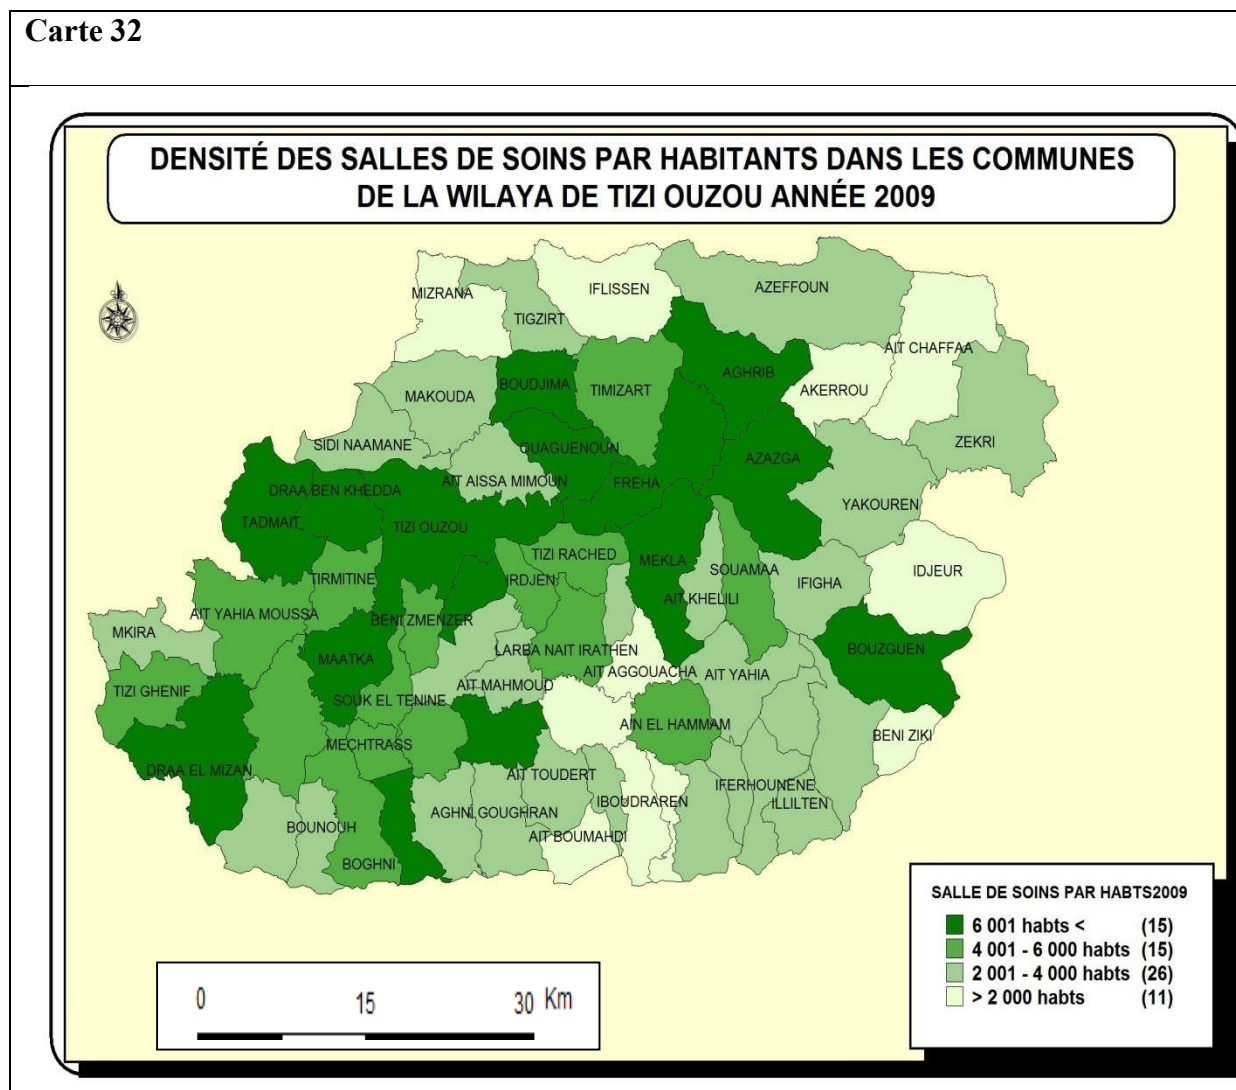 Carte 32
DENSITÉ DES SALLES DE SOINS PAR HABITANTS DANS LES COMMUNES
DE LA WILAYA DE TIZI OUZOU ANNÉE 2009
MIZRANA
IFLISSEN
AZEFFOUN
TIGZIRT
AIT CHAFFAA
AGHRIB
BOUDJIMA
TIMIZART
AKERROU
MAKOUDA
SIDI NAAMANE
OUAGUENOUN
ZEKRI
AZAZGA
AIT AISSA MIMOUN
FREHA
DRAA BEN KHEDDA
YAKOUREN
TADMAIT
TIZI OUZOU
TIZI RACHED
MEKLA
SOUAMAA
IDJEUR
TIRMITINE
IRDJEN
IFIGHA
AIT KHELILI
AIT YAHIA MOUSSA
BENI ZMENZER
MKIRA
LARBA NAIT IRATHEN
BOUZGUEN
MAATKA
AIT AGGOUACHA
AIT YAHIA
TIZI GHENIF
AIT MAHMOUD
SOUK EL TENINE
AIN EL HAMMAM
BENI ZIKI
MECHTRASS
DRAA EL MIZAN
AIT TOUDERT
IFERHOUNENE
IBOUDRAREN
ILLILTEN
AGHNI GOUGHRAN
BOUNOUH
AIT BOUMAHDI
BOGHNI
SALLE DE SOINS PAR HABTS2009
6 001 habts < (15)
4 001 - 6 000 habts (15)
2 001 - 4 000 habts (26)
> 2 000 habts (11)
0 15 30 Km